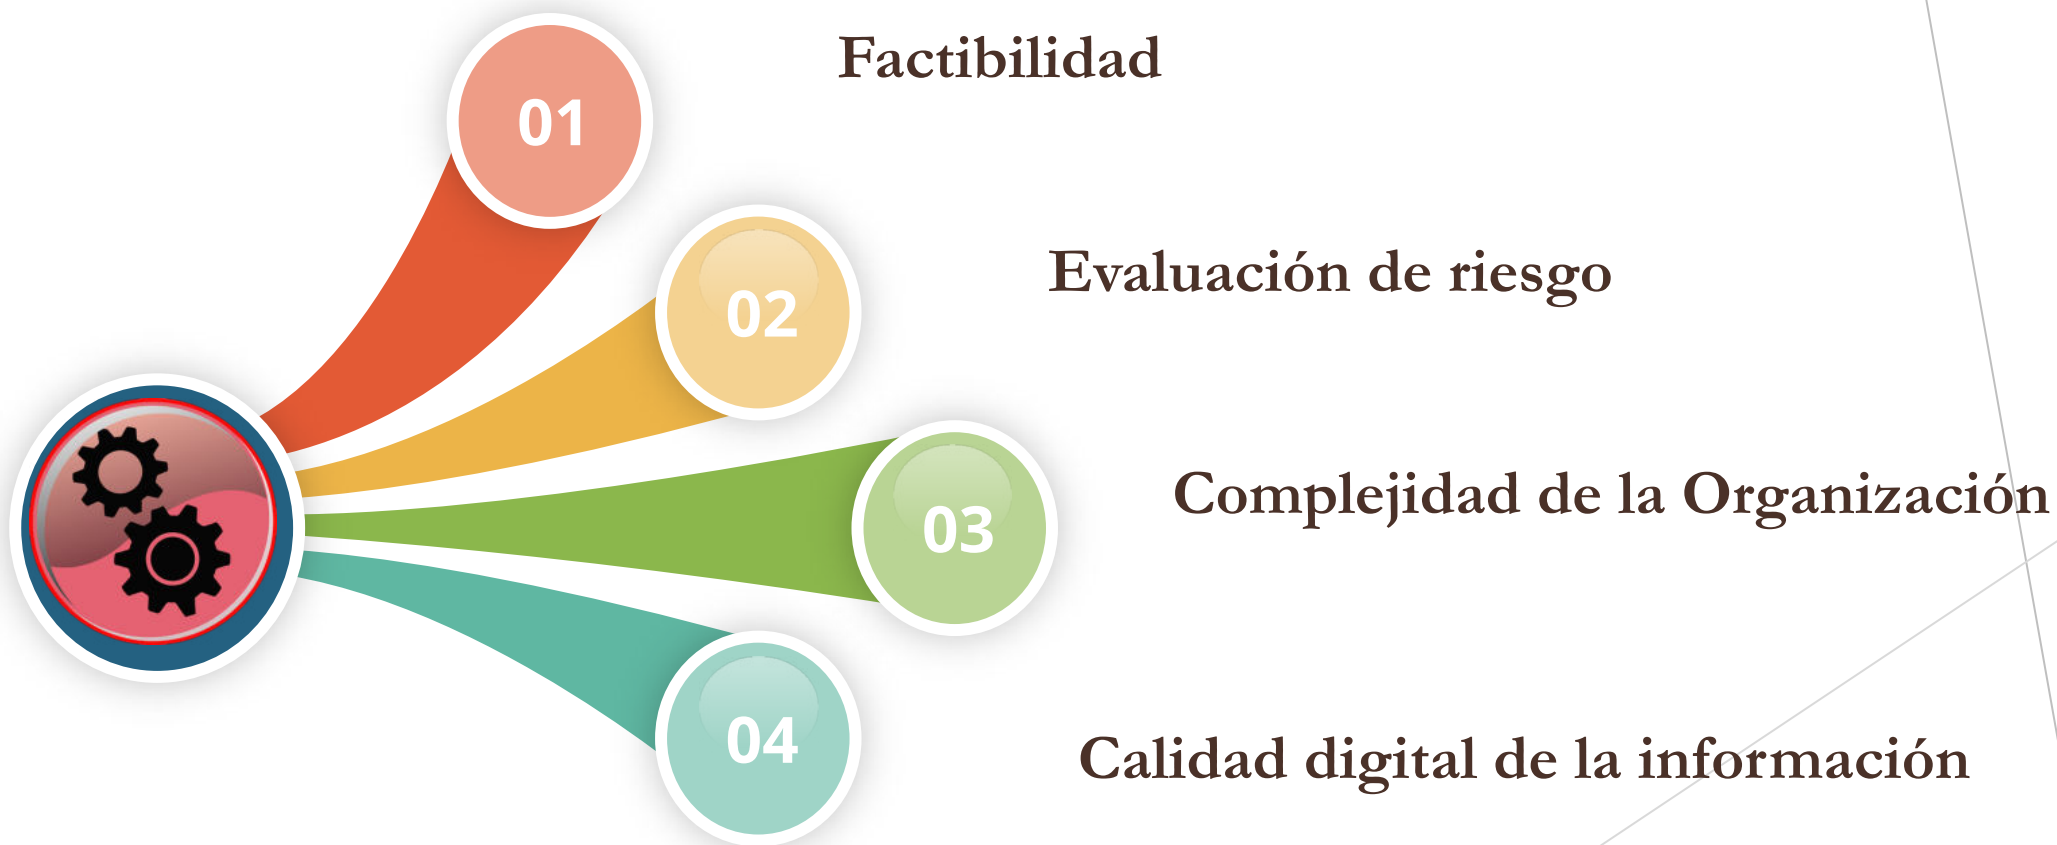 01
Factibilidad
02
Evaluación de riesgo
03
Complejidad de la Organización
04
Calidad digital de la información